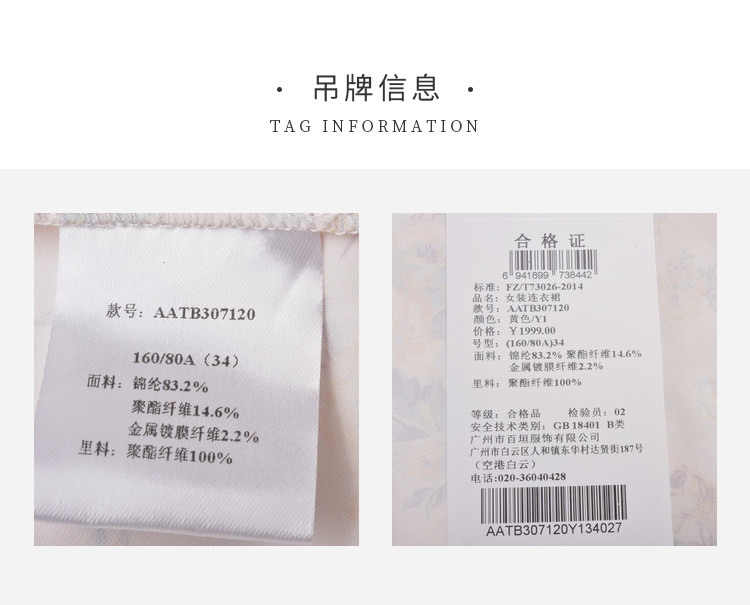 · 吊牌信息 ·
TAG INFORMATION
款号: AATB307120
160/80A（34）
面料: 锦纶83.2%
聚酯纤维14.6%
金属镀膜纤维2.2%
里料: 聚酯纤维100%
合格证
6 941899 738442
标准: FZ/T73026-2014
品名: 女装连衣裙
款号: AATB307120
颜色: 黄色/Y1
价格: ￥1999.00
号型: (160/80A)34
面料: 锦纶83.2% 聚酯纤维14.6%
金属镀膜纤维2.2%
里料: 聚酯纤维100%
等级: 合格品 检验员: 02
安全技术类别: GB 18401 B类
广州市百垣服饰有限公司
广州市白云区人和镇东华村达贤街187号
（空港白云）
电话:020-36040428
AATB307120Y134027